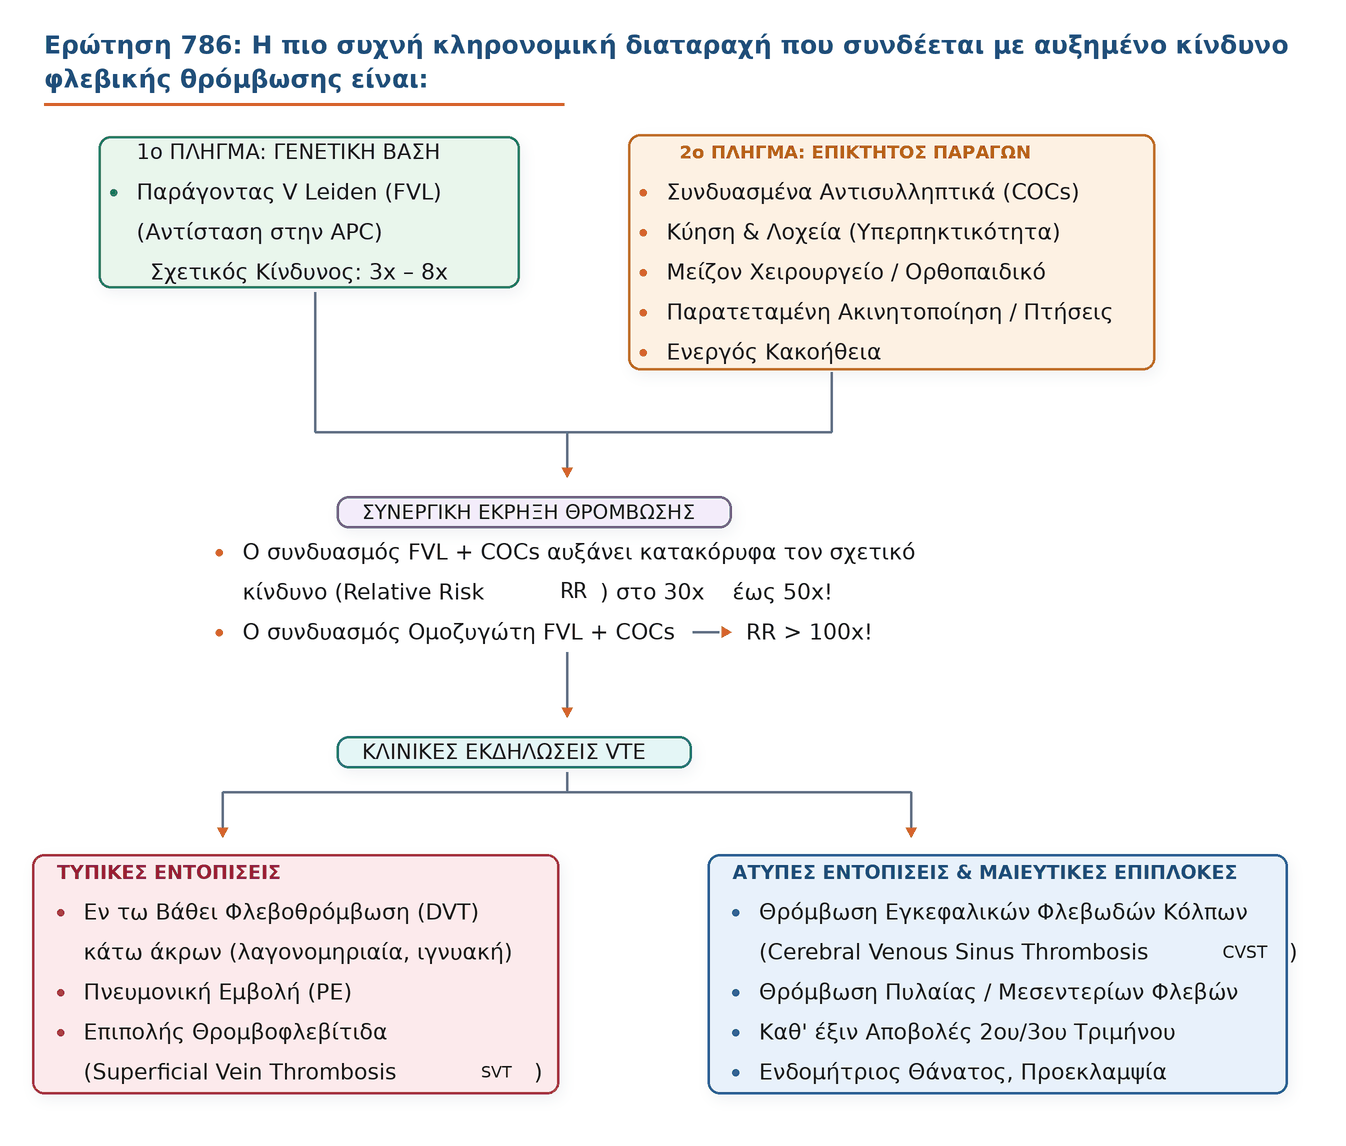 Ερώτηση 786: Η πιο συχνή κληρονομική διαταραχή που συνδέεται με αυξημένο κίνδυνο
φλεβικής θρόμβωσης είναι:
1ο ΠΛΗΓΜΑ: ΓΕΝΕΤΙΚΗ ΒΑΣΗ
• Παράγοντας V Leiden (FVL)
(Αντίσταση στην APC)
Σχετικός Κίνδυνος: 3x – 8x
2ο ΠΛΗΓΜΑ: ΕΠΙΚΤΗΤΟΣ ΠΑΡΑΓΩΝ
• Συνδυασμένα Αντισυλληπτικά (COCs)
• Κύηση & Λοχεία (Υπερπηκτικότητα)
• Μείζον Χειρουργείο / Ορθοπαιδικό
• Παρατεταμένη Ακινητοποίηση / Πτήσεις
• Ενεργός Κακοήθεια
ΣΥΝΕΡΓΙΚΗ ΕΚΡΗΞΗ ΘΡΟΜΒΩΣΗΣ
• Ο συνδυασμός FVL + COCs αυξάνει κατακόρυφα τον σχετικό
κίνδυνο (Relative Risk RR ) στο 30x έως 50x!
• Ο συνδυασμός Ομοζυγώτη FVL + COCs → RR > 100x!
ΚΛΙΝΙΚΕΣ ΕΚΔΗΛΩΣΕΙΣ VTE
ΤΥΠΙΚΕΣ ΕΝΤΟΠΙΣΕΙΣ
• Εν τω Βάθει Φλεβοθρόμβωση (DVT)
κάτω άκρων (λαγονομηριαία, ιγνυακή)
• Πνευμονική Εμβολή (PE)
• Επιπολής Θρομβοφλεβίτιδα
(Superficial Vein Thrombosis SVT )
ΑΤΥΠΕΣ ΕΝΤΟΠΙΣΕΙΣ & ΜΑΙΕΥΤΙΚΕΣ ΕΠΙΠΛΟΚΕΣ
• Θρόμβωση Εγκεφαλικών Φλεβωδών Κόλπων
(Cerebral Venous Sinus Thrombosis CVST )
• Θρόμβωση Πυλαίας / Μεσεντερίων Φλεβών
• Καθ' έξιν Αποβολές 2ου/3ου Τριμήνου
• Ενδομήτριος Θάνατος, Προεκλαμψία